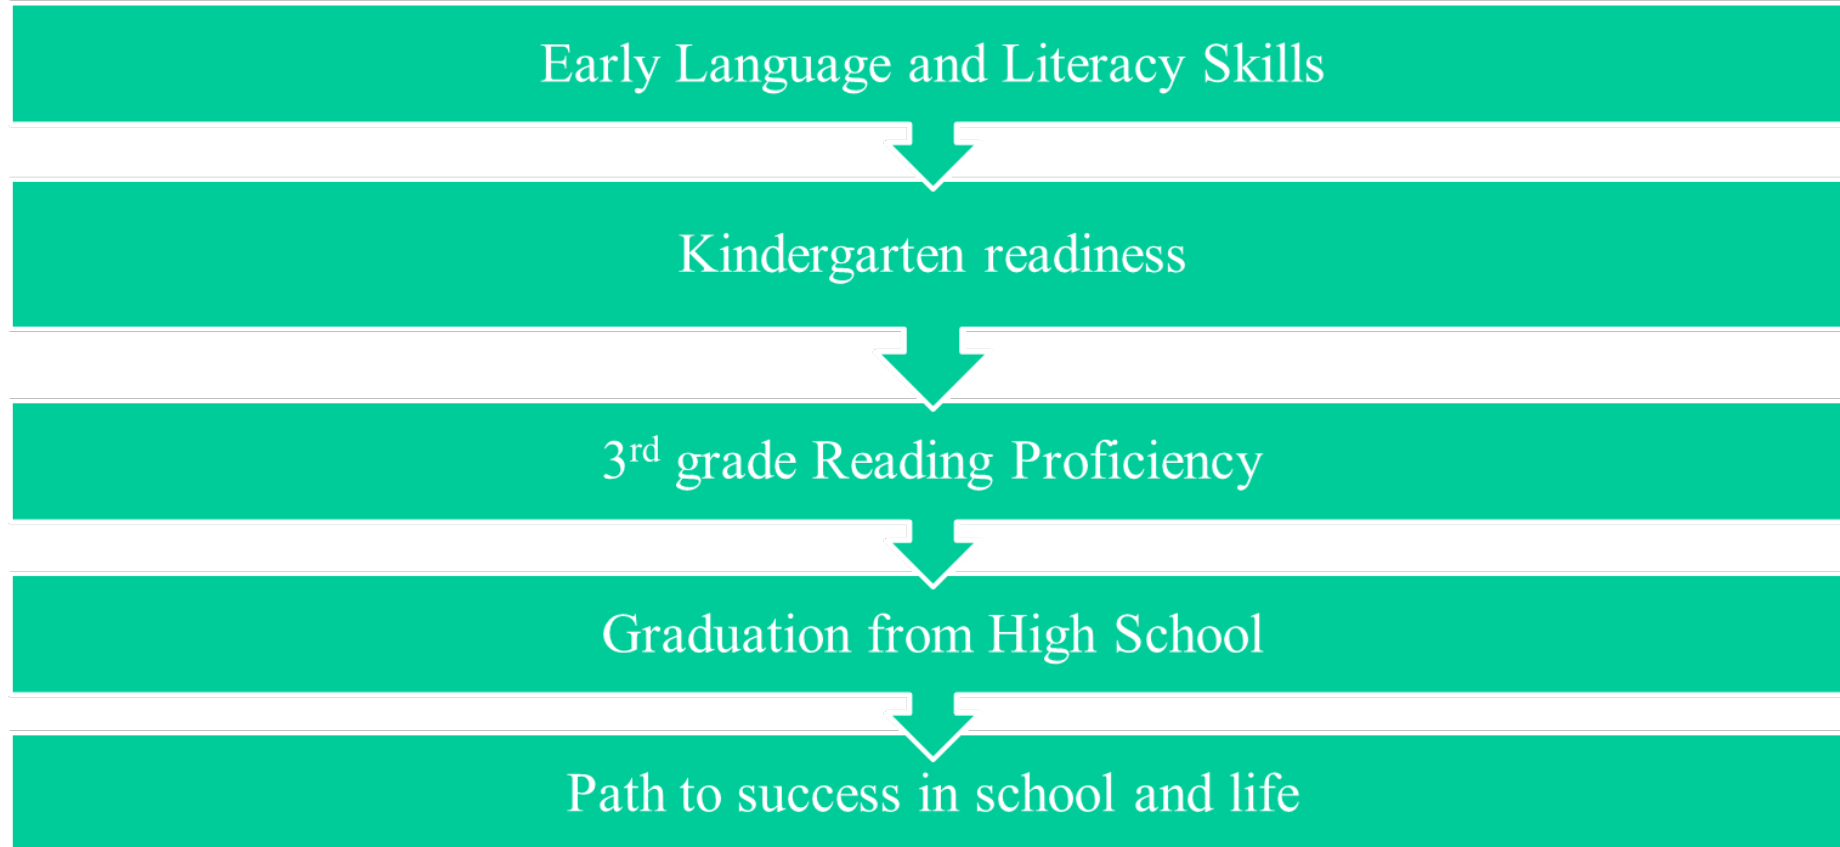 Early Language and Literacy Skills
Kindergarten readiness
3rd grade Reading Proficiency
Graduation from High School
Path to success in school and life